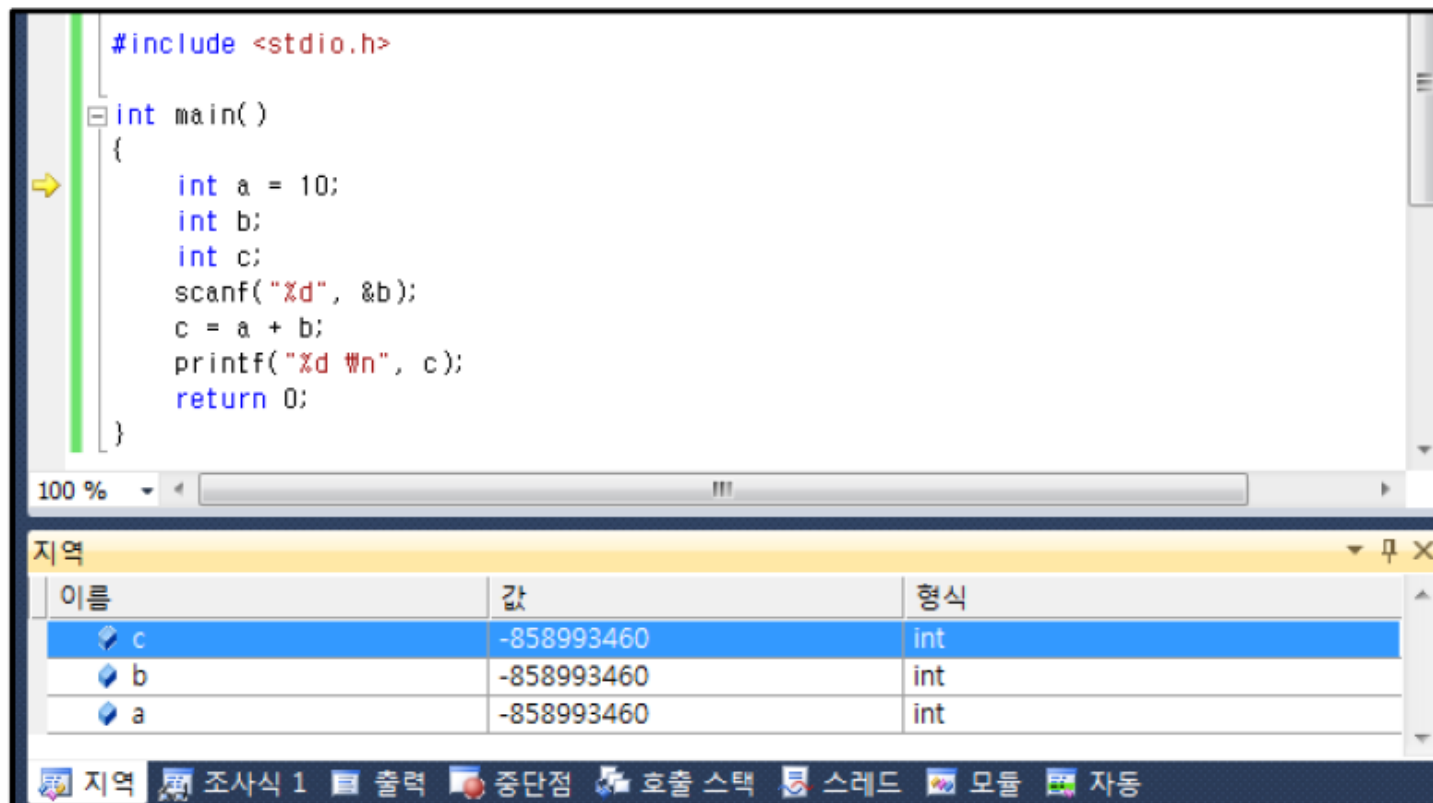 #include <stdio.h>
int main()
{
int a = 10;
int b;
int c;
scanf("%d", &b);
c = a + b;
printf("%d ₩n", c);
return 0;
}
100 %
지역
이름 값 형식
c -858993460 int
b -858993460 int
a -858993460 int
지역 조사식 1 출력 중단점 호출 스택 스레드 모듈 자동